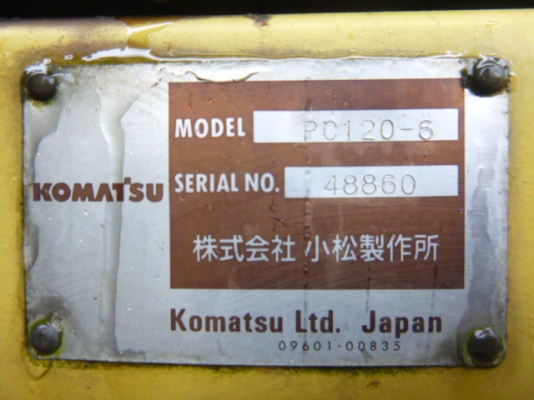 MODEL PC120-6
KOMATSU
SERIAL NO. 48860
株式会社 小松製作所
Komatsu Ltd. Japan
09601-00835